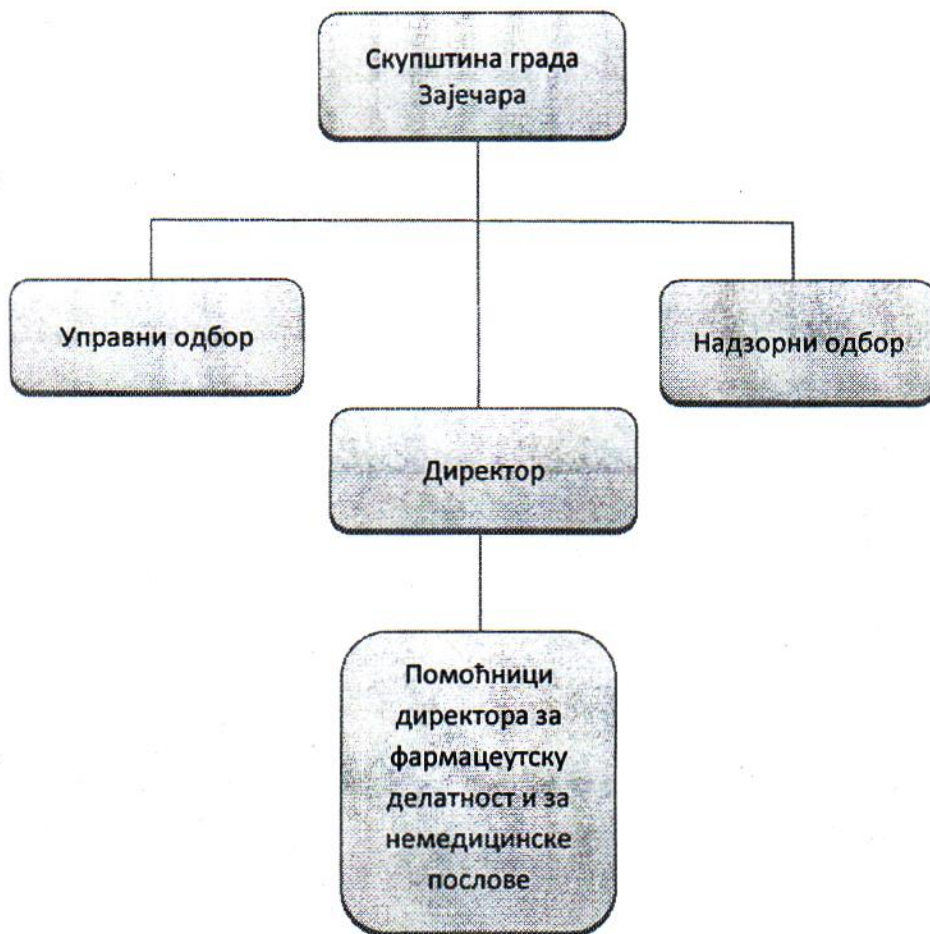 Скупштина града
Зајечара
Управни одбор
Надзорни одбор
Директор
Помоћници
директора за
фармацеутску
делатност и за
немедицинске
послове